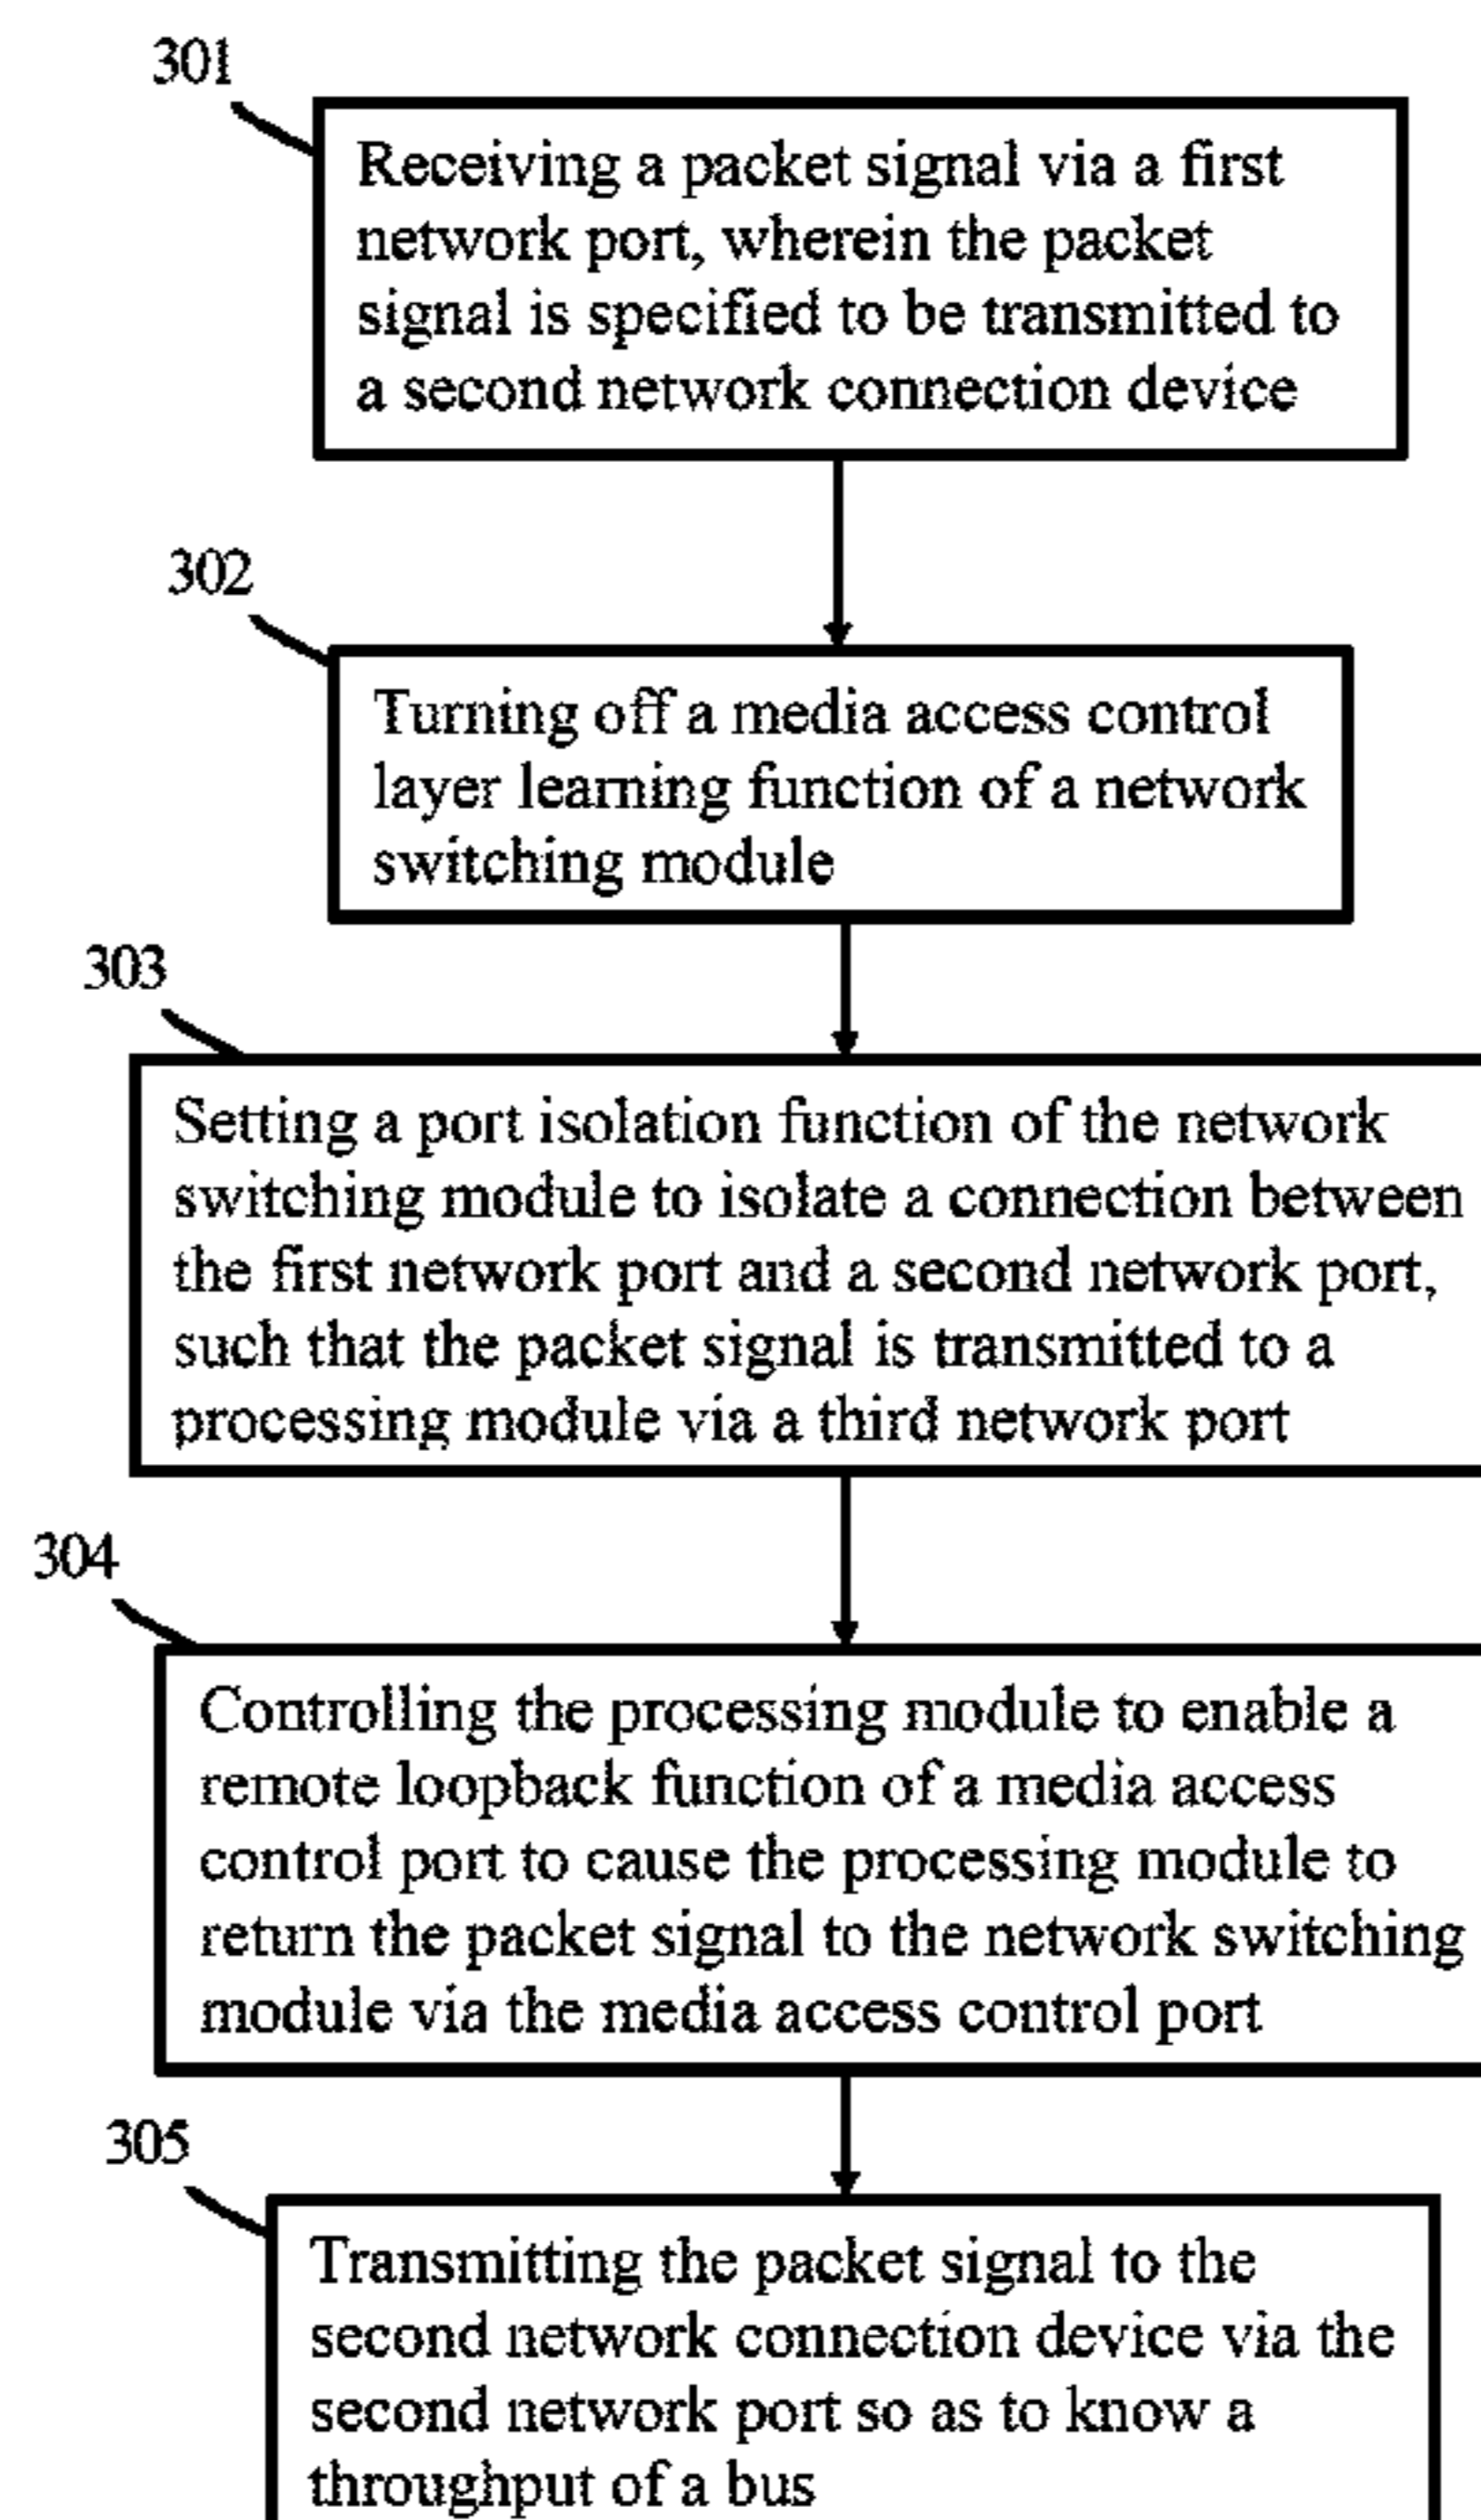 301
Receiving a packet signal via a first
network port, wherein the packet
signal is specified to be transmitted to
a second network connection device
302
Turning off a media access control
layer learning function of a network
switching module
303
Setting a port isolation function of the network
switching module to isolate a connection between
the first network port and a second network port,
such that the packet signal is transmitted to a
processing module via a third network port
304
Controlling the processing module to enable a
remote loopback function of a media access
control port to cause the processing module to
return the packet signal to the network switching
module via the media access control port
305
Transmitting the packet signal to the
second network connection device via the
second network port so as to know a
throughput of a bus